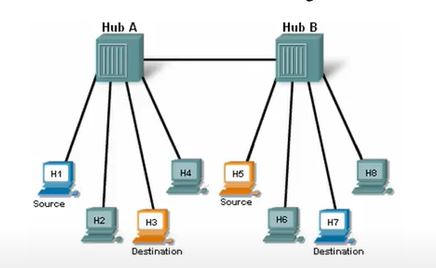 Hub A
Hub B
H1
H4
H5
H8
Source
Source
H2
H3
H6
H7
Destination
Destination